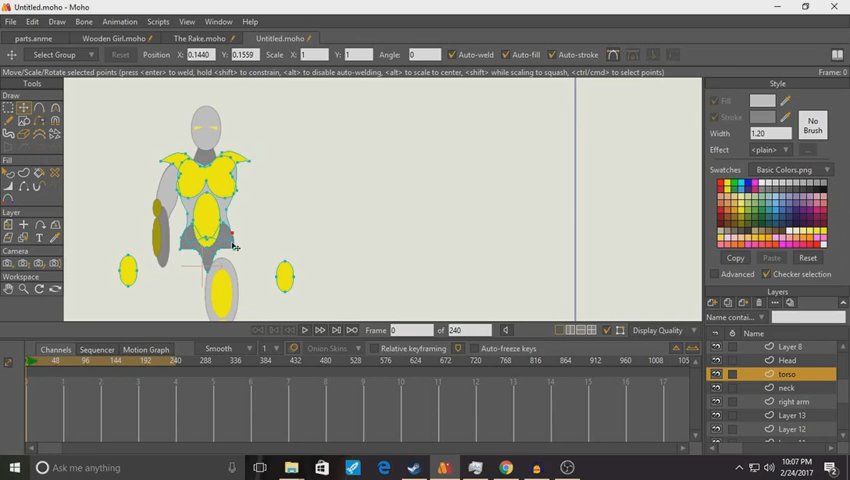 Untitled.moho - Moho
File Edit Draw Bones Animation Scripts View Window Help
parts.anme Wooden Girl.moho The Rake.moho Untitled.moho
Select Group Reset Position X: 0.1440 Y: 0.1559 Scale X: 1 Y: 1 Angle: 0 Auto-weld Auto-fill Auto-stroke
Move/Scale/Rotate selected points (press <enter> to weld, hold <shift> to constrain, <alt> to disable auto-welding, <alt> to scale to center, <shift> while scaling to squash, <ctrl/cmd> to select points) Frame: 0
Tools
Draw
Fill
Layer
Camera
Workspace
Style
Fill
Stroke
No Brush
Width 1.20
Effect <plain>
Swatches Basic Colors.png
Copy Paste Reset
Advanced Checker selection
Layers
Name contai...
Name
Layer 8
Head
torso
neck
right arm
Layer 13
Layer 12
Frame 0 of 240 Display Quality
Channels Sequencer Motion Graph Smooth 1 Onion Skins Relative keyframing Auto-freeze keys
0 48 96 144 192 240 288 336 384 432 480 528 576 624 672 720 768 816 864 912 960 1008 105
1 2 3 4 5 6 7 8 9 10 11 12 13 14 15 16 17
Ask me anything
10:07 PM
2/24/2017